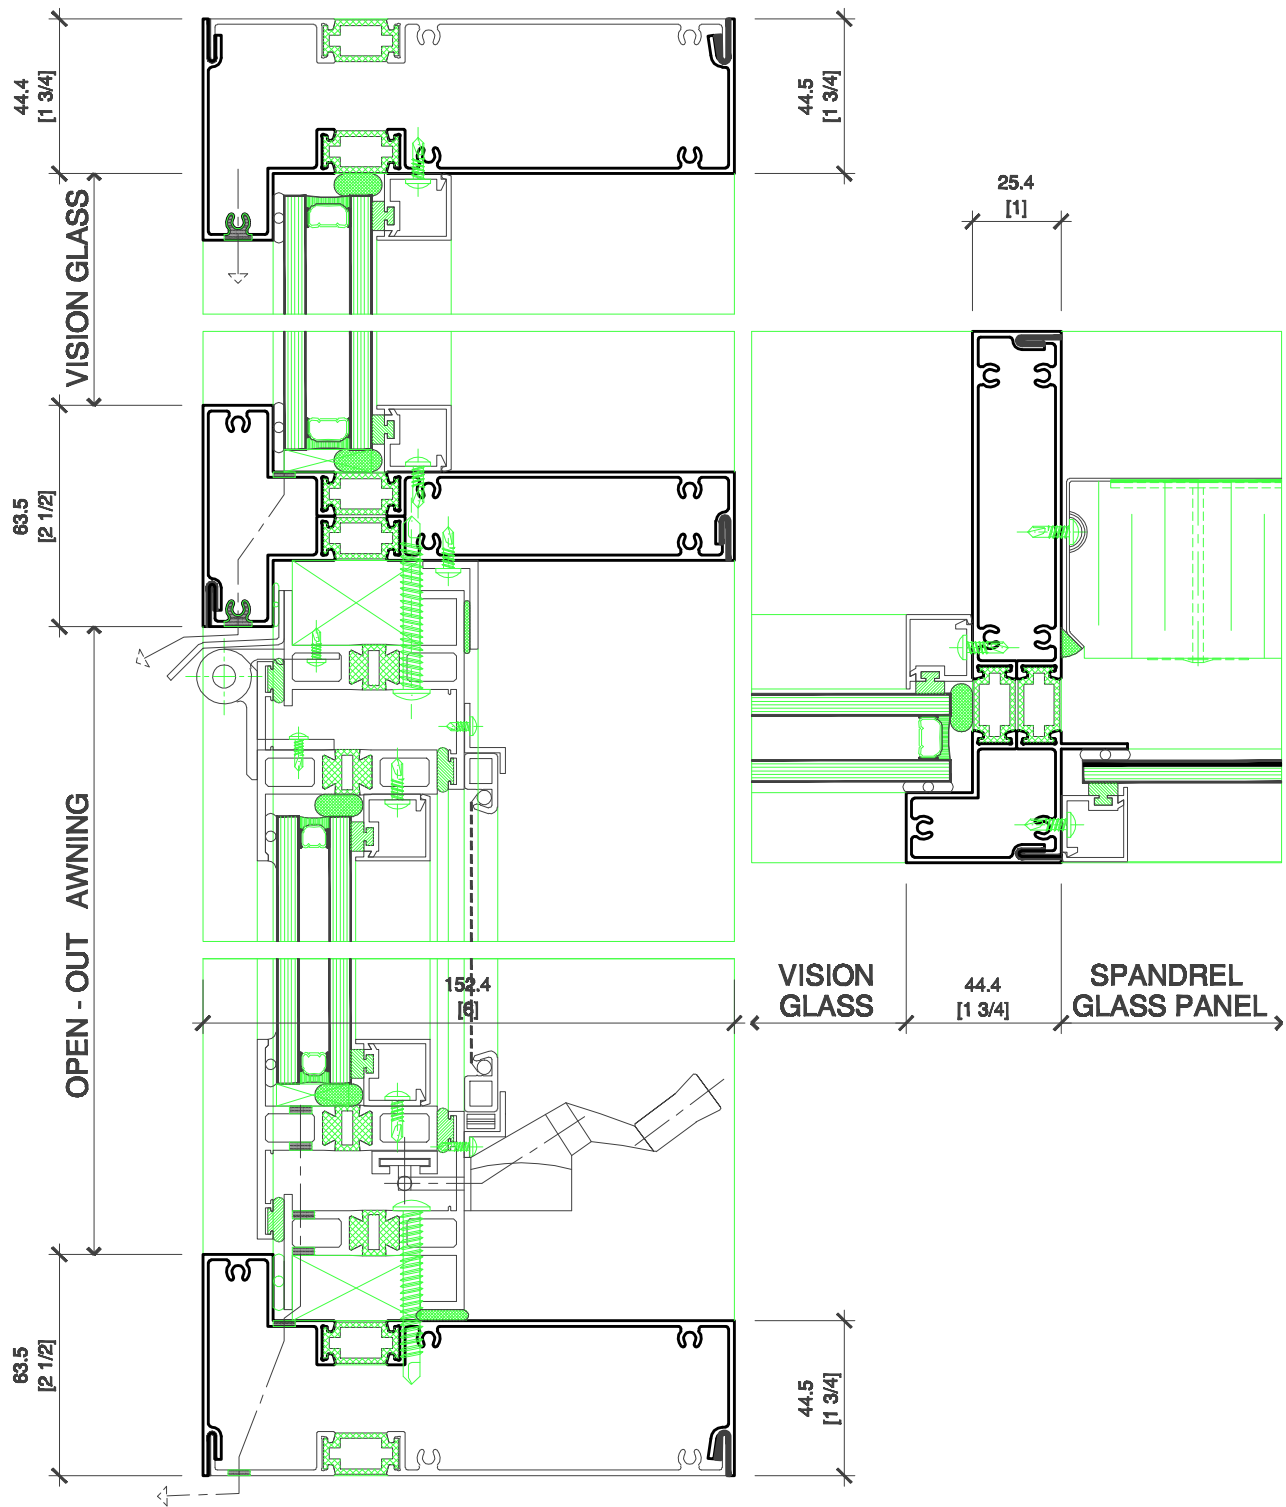 44.4
[1 3/4]
44.5
[1 3/4]
VISION GLASS
25.4
[1]
63.5
[2 1/2]
OPEN - OUT AWNING
152.4
[6]
VISION
GLASS
44.4
[1 3/4]
SPANDREL
GLASS PANEL
63.5
[2 1/2]
44.5
[1 3/4]